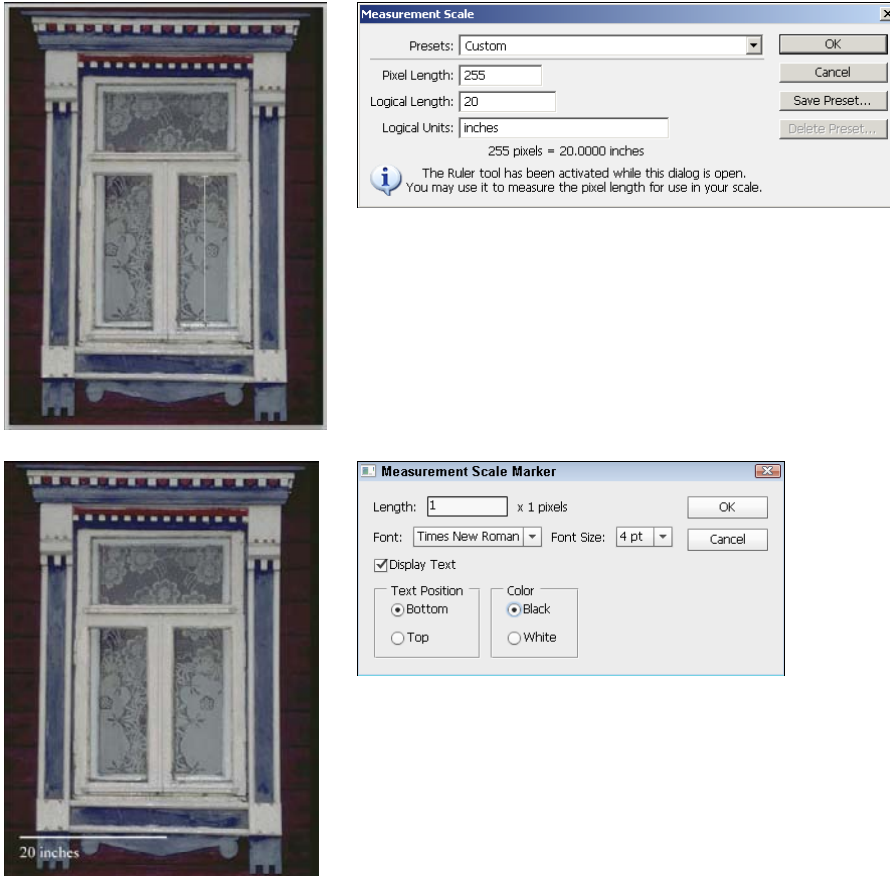 Measurement Scale
Presets: Custom
OK
Pixel Length: 255
Cancel
Logical Length: 20
Save Preset...
Logical Units: inches
Delete Preset...
255 pixels = 20.0000 inches
The Ruler tool has been activated while this dialog is open.
You may use it to measure the pixel length for use in your scale.
Measurement Scale Marker
Length: 1 x 1 pixels
OK
Font: Times New Roman Font Size: 4 pt
Cancel
Display Text
Text Position
Color
Bottom
Black
Top
White
20 inches